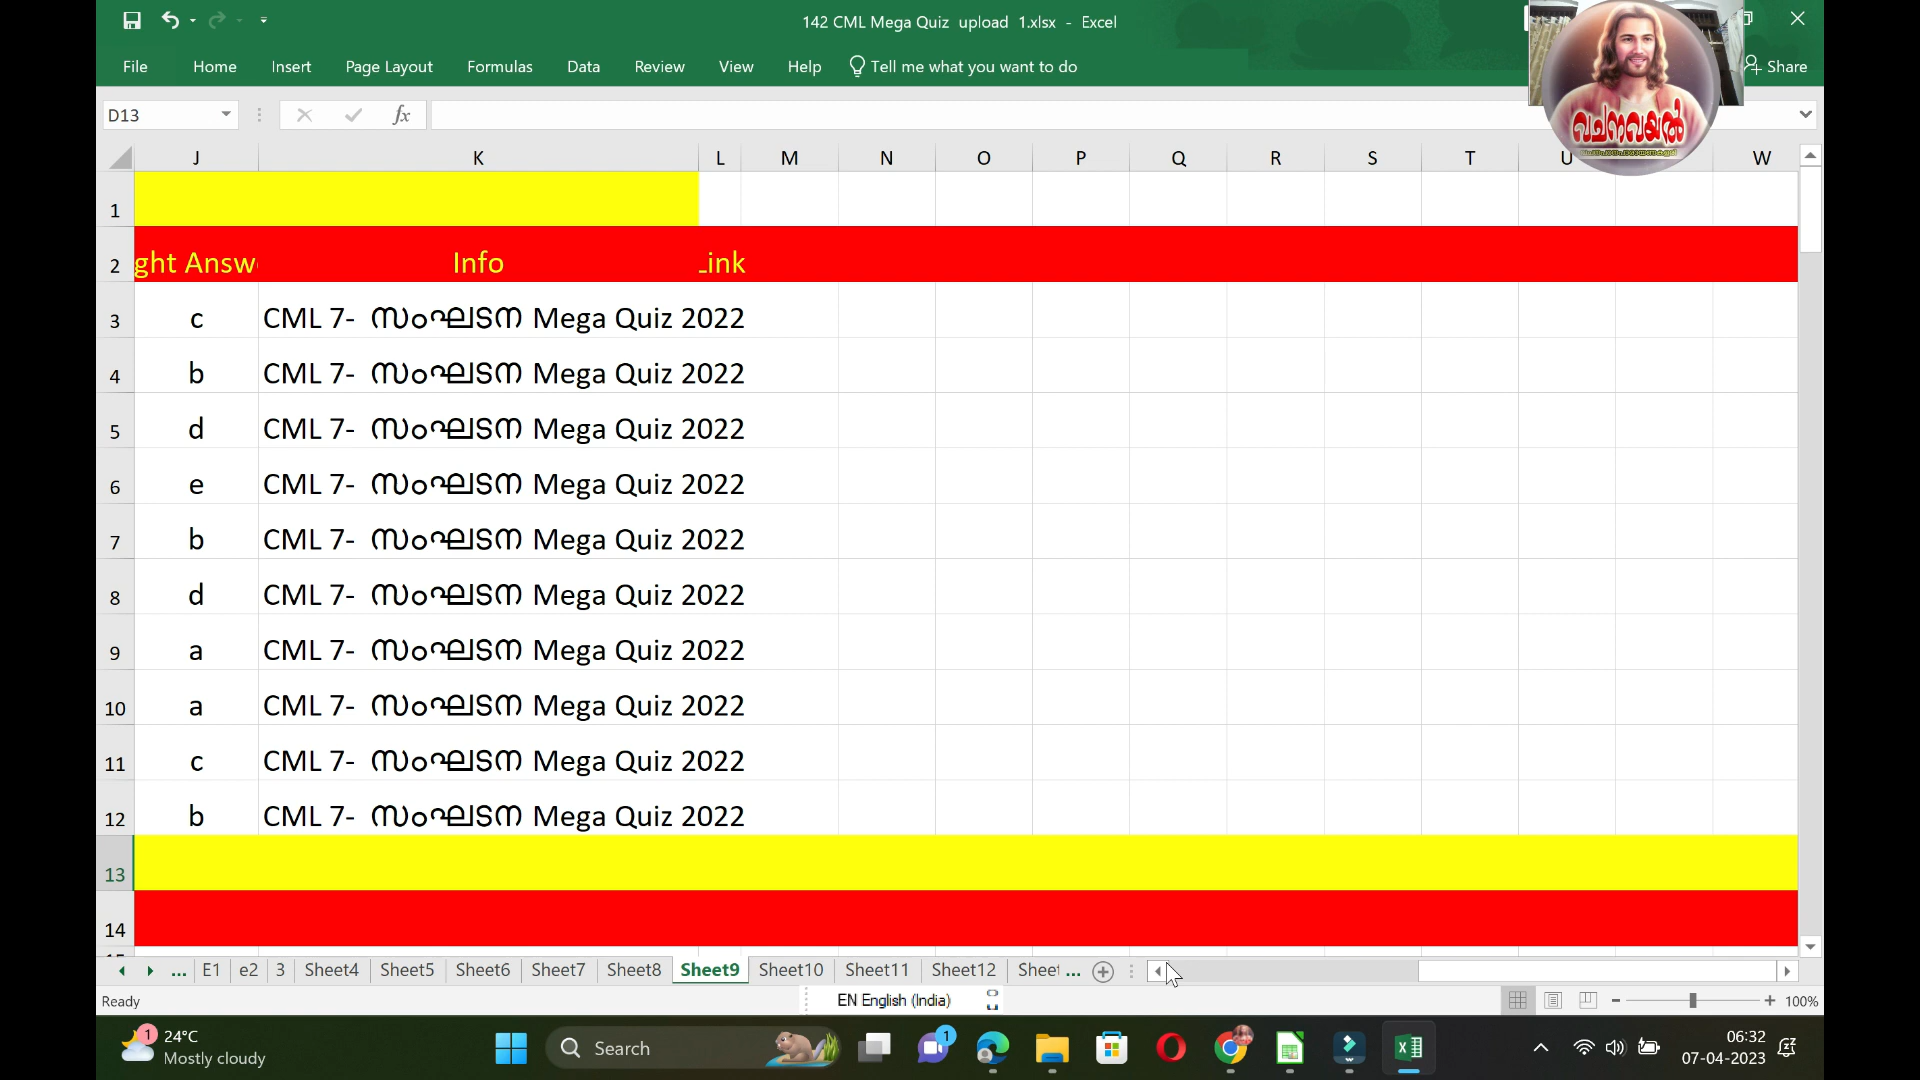 142 CML Mega Quiz upload 1.xlsx - Excel
File Home Insert Page Layout Formulas Data Review View Help Tell me what you want to do Share
വചനവയൽ
D13 fx
J K L M N O P Q R S T U W
1
2 ght Answ Info Link
3 c CML 7- സംഘടന Mega Quiz 2022
4 b CML 7- സംഘടന Mega Quiz 2022
5 d CML 7- സംഘടന Mega Quiz 2022
6 e CML 7- സംഘടന Mega Quiz 2022
7 b CML 7- സംഘടന Mega Quiz 2022
8 d CML 7- സംഘടന Mega Quiz 2022
9 a CML 7- സംഘടന Mega Quiz 2022
10 a CML 7- സംഘടന Mega Quiz 2022
11 c CML 7- സംഘടന Mega Quiz 2022
12 b CML 7- സംഘടന Mega Quiz 2022
13
14
... E1 e2 3 Sheet4 Sheet5 Sheet6 Sheet7 Sheet8 Sheet9 Sheet10 Sheet11 Sheet12 Sheet ...
Ready EN English (India) 100%
1 24°C Search 1 06:32
Mostly cloudy 07-04-2023